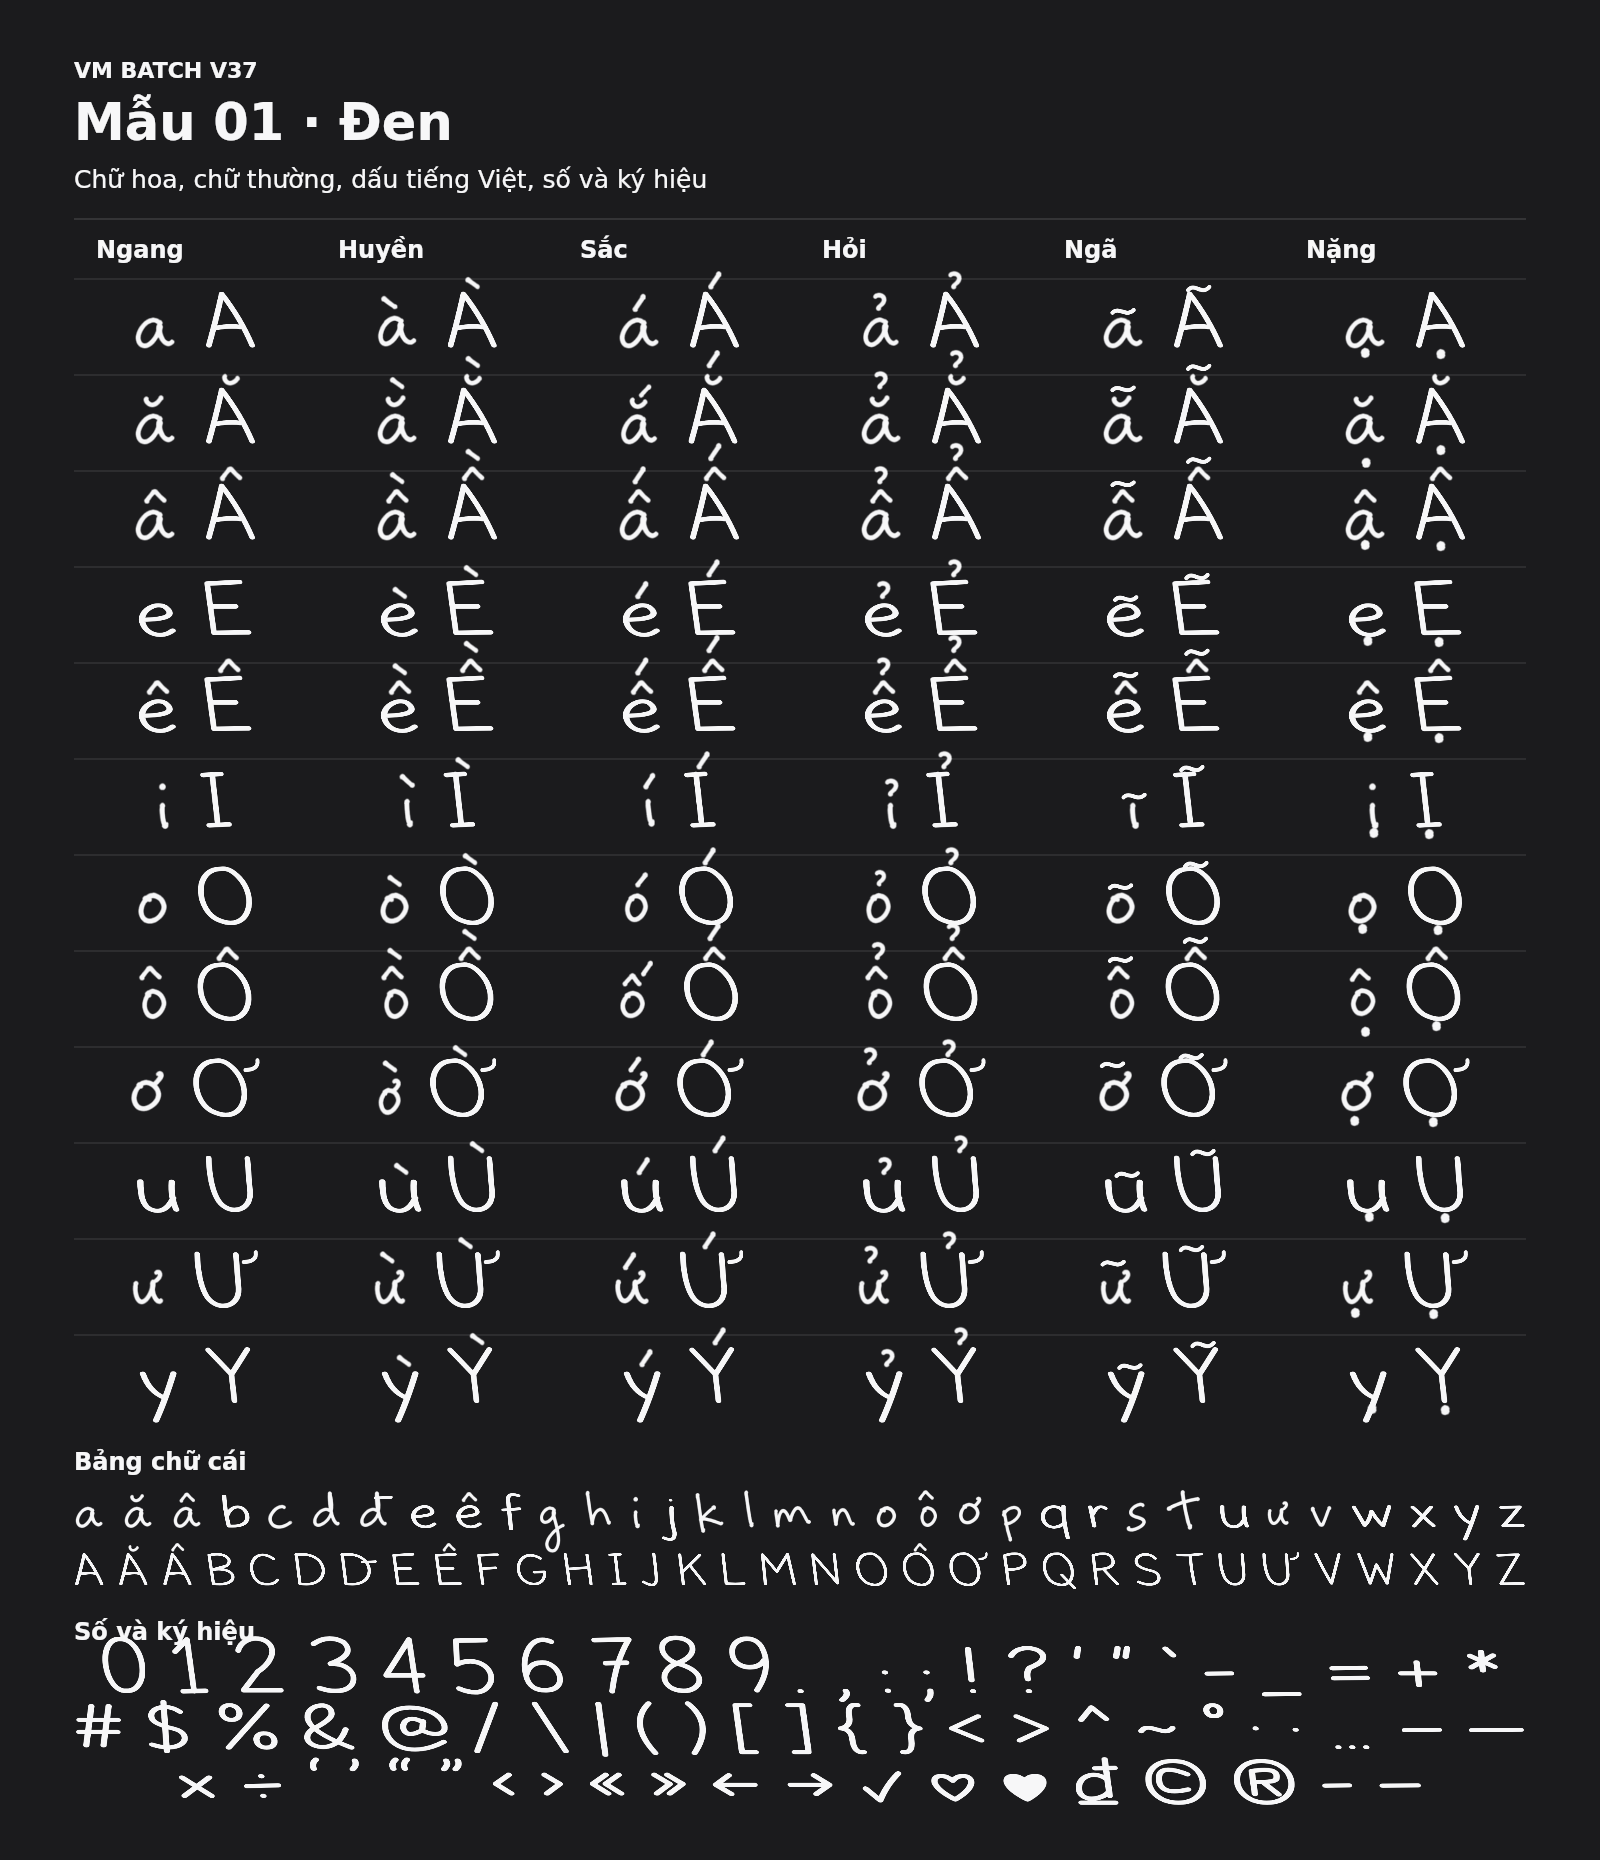 VM BATCH V37
Mẫu 01 · Đen
Chữ hoa, chữ thường, dấu tiếng Việt, số và ký hiệu
Ngang Huyền Sắc Hỏi Ngã Nặng
a A à À á Á ả Ả ã Ã ạ Ạ
ă Ă ằ Ằ ắ Ắ ẳ Ẳ ẵ Ẵ ặ Ặ
â Â ầ Ầ ấ Ấ ẩ Ẩ ẫ Ẫ ậ Ậ
e E è È é É ẻ Ẻ ẽ Ẽ ẹ Ẹ
ê Ê ề Ề ế Ế ể Ể ễ Ễ ệ Ệ
i I ì Ì í Í ỉ Ỉ ĩ Ĩ ị Ị
o O ò Ò ó Ó ỏ Ỏ õ Õ ọ Ọ
ô Ô ồ Ồ ố Ố ổ Ổ ỗ Ỗ ộ Ộ
ơ Ơ ờ Ờ ớ Ớ ở Ở ỡ Ỡ ợ Ợ
u U ù Ù ú Ú ủ Ủ ũ Ũ ụ Ụ
ư Ư ừ Ừ ứ Ứ ử Ử ữ Ữ ự Ự
y Y ỳ Ỳ ý Ý ỷ Ỷ ỹ Ỹ ỵ Ỵ
Bảng chữ cái
a ă â b c d đ e ê f g h i j k l m n o ô ơ p q r s t u ư v w x y z
A Ă Â B C D Đ E Ê F G H I J K L M N O Ô Ơ P Q R S T U Ư V W X Y Z
Số và ký hiệu
0 1 2 3 4 5 6 7 8 9 . , : ; ! ? ' " ` - _ = + *
# $ % & @ / \ | ( ) [ ] { } < > ^ ~ ° · · … – —
× ÷ ‘ ’ “ ” ‹ › « » ← → ✓ ♡ ♥ ₫ © ® - −